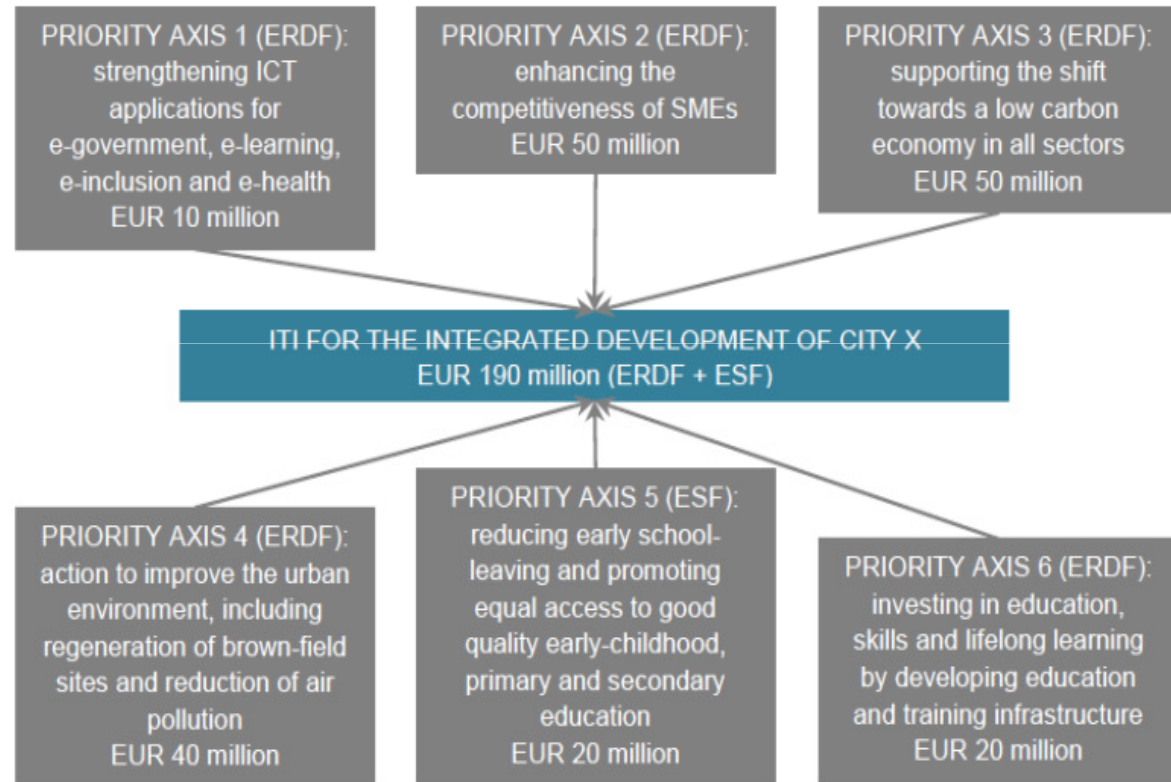 PRIORITY AXIS 1 (ERDF):
strengthening ICT
applications for
e-government, e-learning,
e-inclusion and e-health
EUR 10 million
PRIORITY AXIS 2 (ERDF):
enhancing the
competitiveness of SMEs
EUR 50 million
PRIORITY AXIS 3 (ERDF):
supporting the shift
towards a low carbon
economy in all sectors
EUR 50 million
ITI FOR THE INTEGRATED DEVELOPMENT OF CITY X
EUR 190 million (ERDF + ESF)
PRIORITY AXIS 4 (ERDF):
action to improve the urban
environment, including
regeneration of brown-field
sites and reduction of air
pollution
EUR 40 million
PRIORITY AXIS 5 (ESF):
reducing early school-
leaving and promoting
equal access to good
quality early-childhood,
primary and secondary
education
EUR 20 million
PRIORITY AXIS 6 (ERDF):
investing in education,
skills and lifelong learning
by developing education
and training infrastructure
EUR 20 million